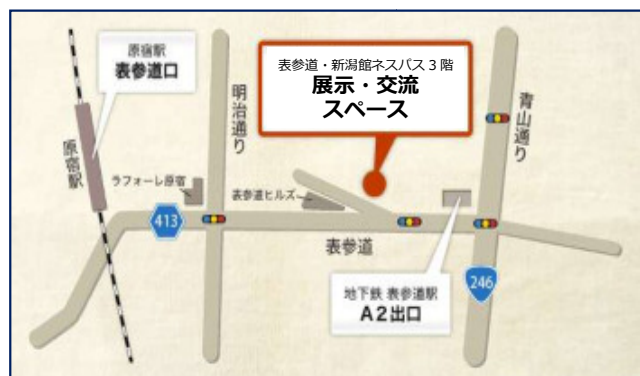 原宿駅
表参道口
明治通り
表参道・新潟館ネスパス３階
展示・交流
スペース
青山通り
原宿駅
ラフォーレ原宿
表参道ヒルズ
413
表参道
地下鉄 表参道駅
A2出口
246